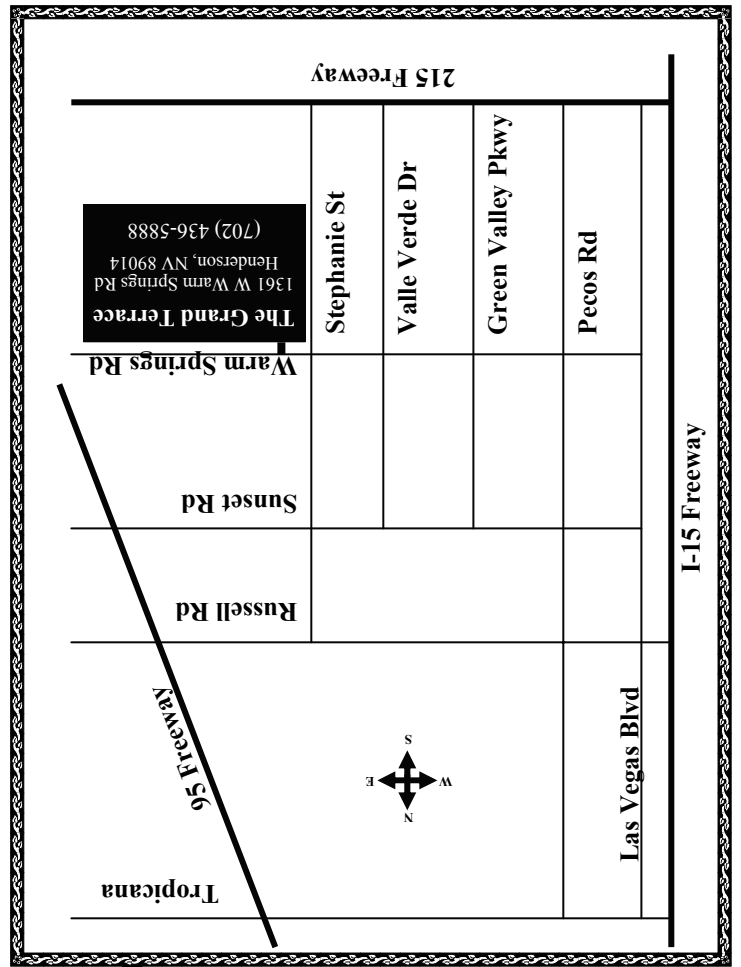 Tropicana
95 Freeway
Las Vegas Blvd
N
W
E
S
Russell Rd
I-15 Freeway
Sunset Rd
Warm Springs Rd
The Grand Terrace
1361 W Warm Springs Rd
Henderson, NV 89014
(702) 436-5888
Pecos Rd
Green Valley Pkwy
Valle Verde Dr
Stephanie St
215 Freeway